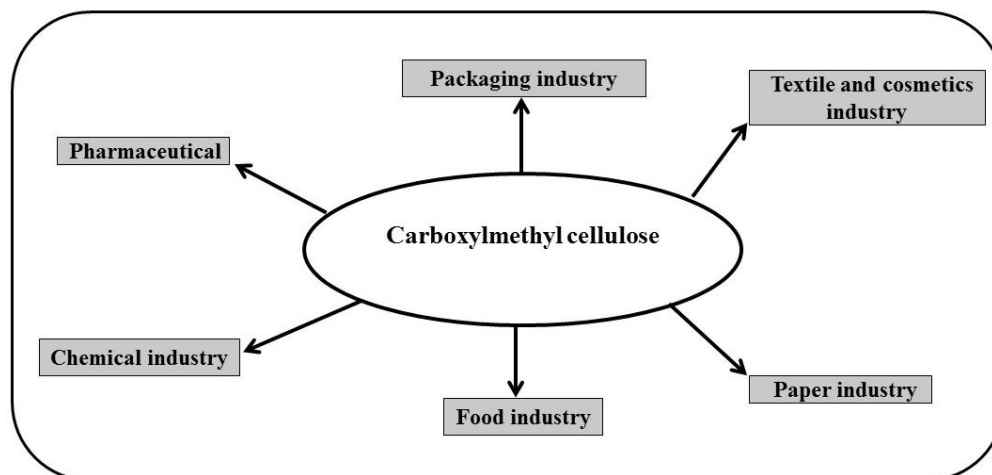 Packaging industry
Textile and cosmetics
industry
Pharmaceutical
Carboxylmethyl cellulose
Chemical industry
Paper industry
Food industry